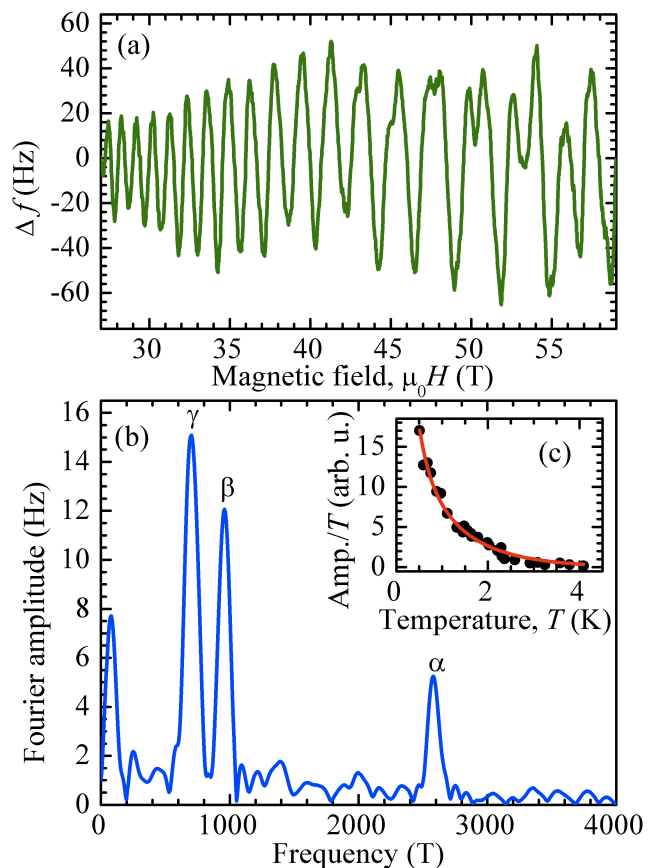 60
40
20
0
-20
-40
-60
(a)
Δf (Hz)
30 35 40 45 50 55
Magnetic field, μ₀H (T)
16
14
12
10
8
6
4
2
0
(b)
γ
β
α
Fourier amplitude (Hz)
0 1000 2000 3000 4000
Frequency (T)
15
10
5
0
(c)
Amp./T (arb. u.)
0 2 4
Temperature, T (K)